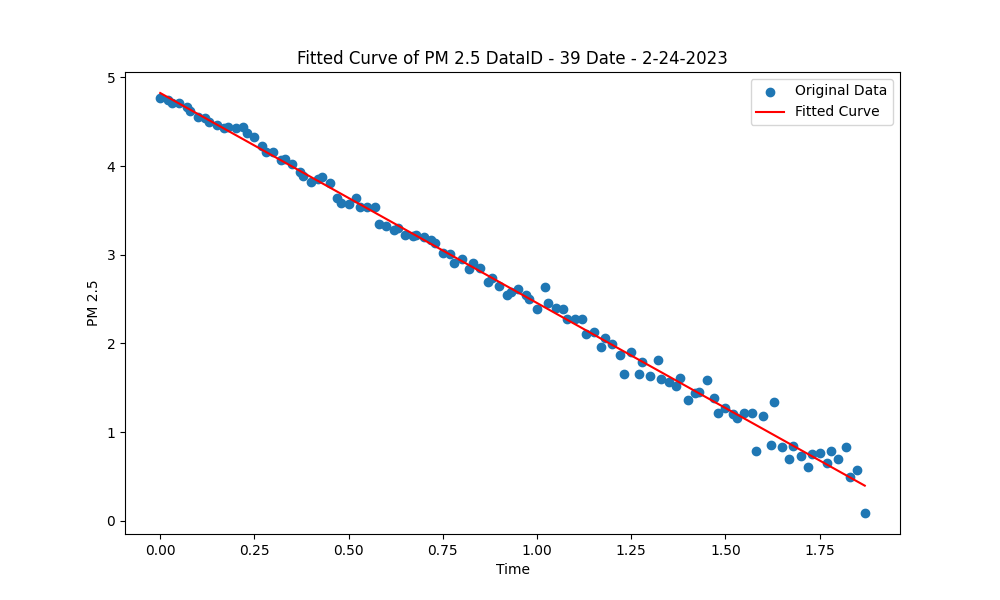 Fitted Curve of PM 2.5 DataID - 39 Date - 2-24-2023
Original Data
Fitted Curve
5
4
3
2
1
0
PM 2.5
0.00 0.25 0.50 0.75 1.00 1.25 1.50 1.75
Time